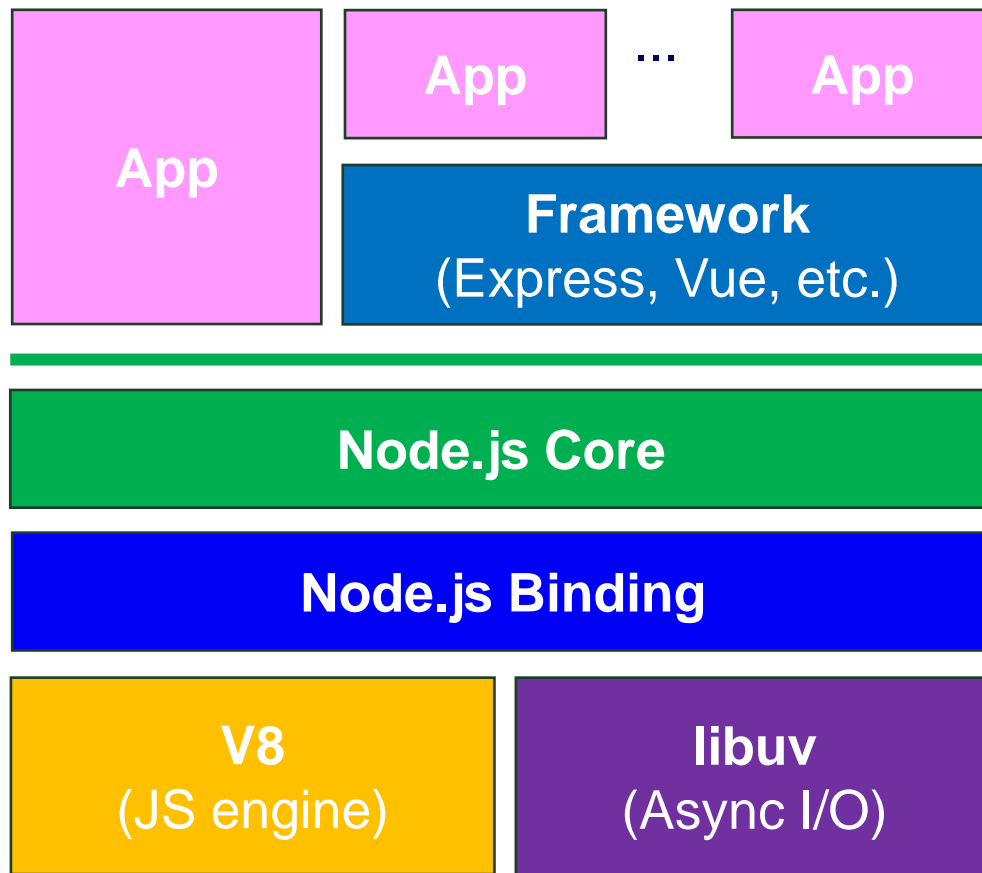 App
App
...
App
Framework
(Express, Vue, etc.)
Node.js Core
Node.js Binding
V8
(JS engine)
libuv
(Async I/O)